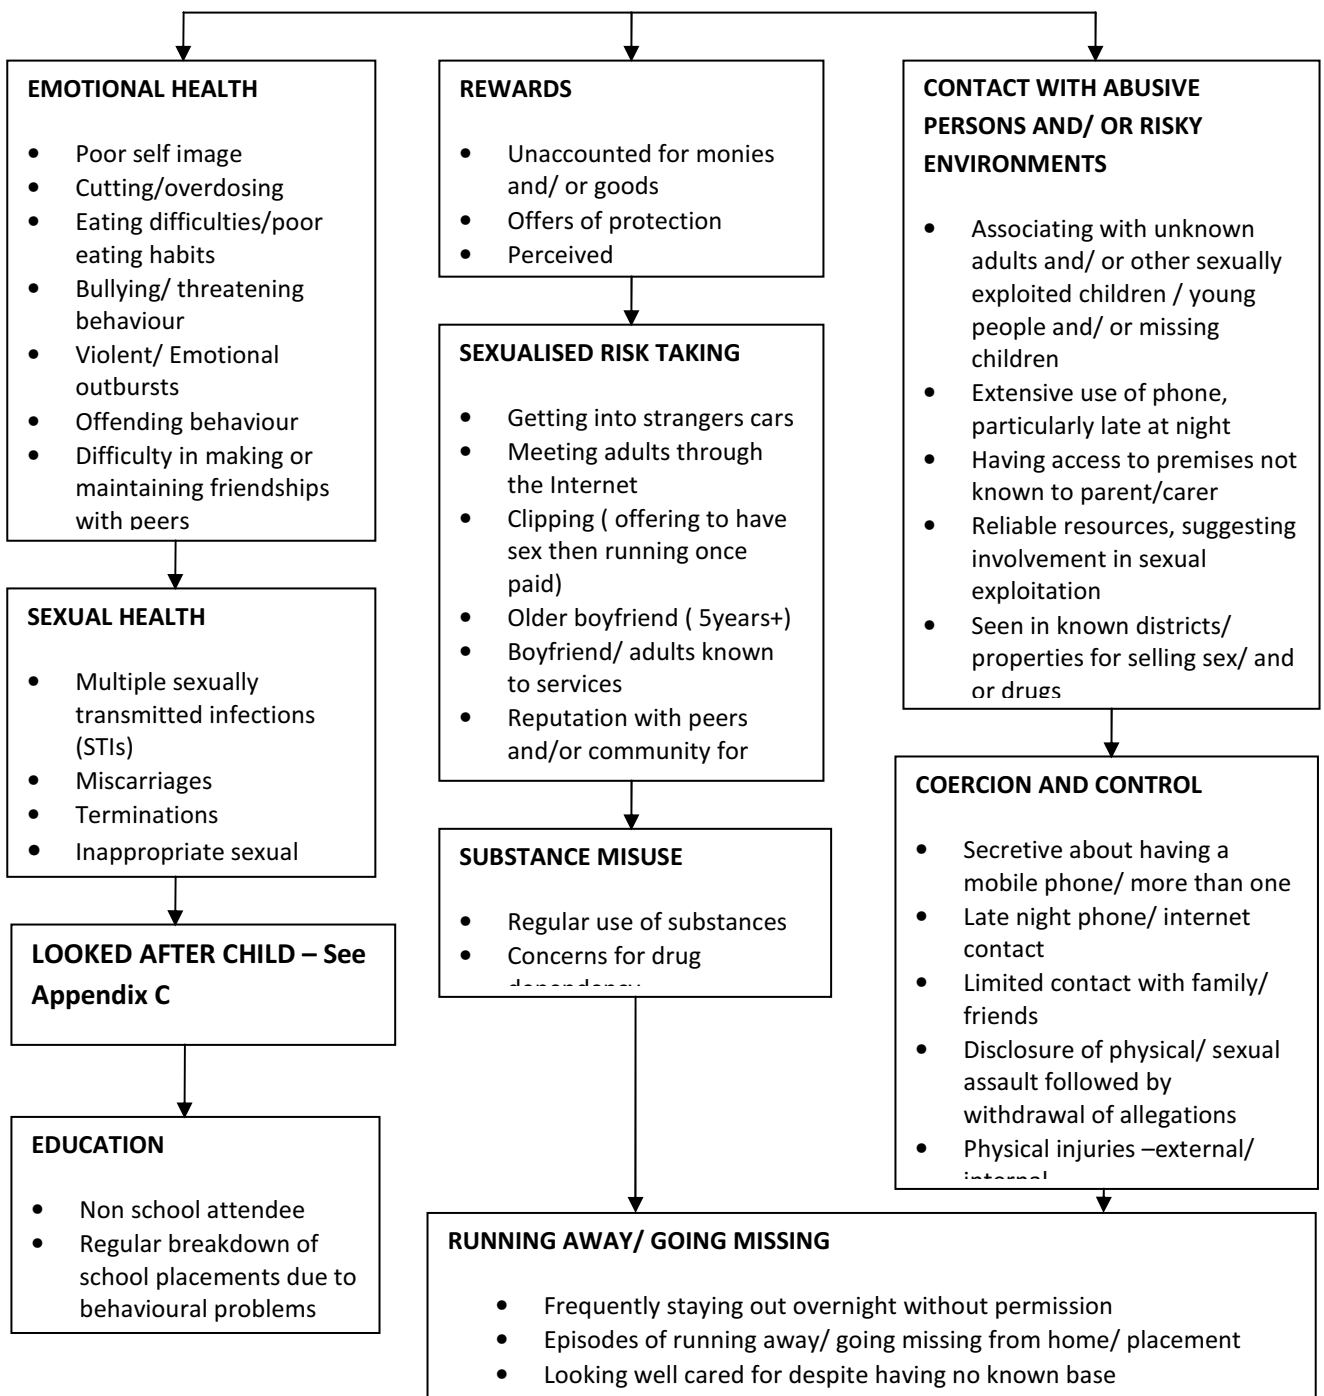 EMOTIONAL HEALTH
• Poor self image
• Cutting/overdosing
• Eating difficulties/poor
eating habits
• Bullying/ threatening
behaviour
• Violent/ Emotional
outbursts
• Offending behaviour
• Difficulty in making or
maintaining friendships
with peers
SEXUAL HEALTH
• Multiple sexually
transmitted infections
(STIs)
• Miscarriages
• Terminations
• Inappropriate sexual
LOOKED AFTER CHILD – See
Appendix C
EDUCATION
• Non school attendee
• Regular breakdown of
school placements due to
behavioural problems
REWARDS
• Unaccounted for monies
and/ or goods
• Offers of protection
• Perceived
SEXUALISED RISK TAKING
• Getting into strangers cars
• Meeting adults through
the Internet
• Clipping ( offering to have
sex then running once
paid)
• Older boyfriend ( 5years+)
• Boyfriend/ adults known
to services
• Reputation with peers
and/or community for
SUBSTANCE MISUSE
• Regular use of substances
• Concerns for drug
CONTACT WITH ABUSIVE
PERSONS AND/ OR RISKY
ENVIRONMENTS
• Associating with unknown
adults and/ or other sexually
exploited children / young
people and/ or missing
children
• Extensive use of phone,
particularly late at night
• Having access to premises not
known to parent/carer
• Reliable resources, suggesting
involvement in sexual
exploitation
• Seen in known districts/
properties for selling sex/ and
or drugs
COERCION AND CONTROL
• Secretive about having a
mobile phone/ more than one
• Late night phone/ internet
contact
• Limited contact with family/
friends
• Disclosure of physical/ sexual
assault followed by
withdrawal of allegations
• Physical injuries –external/
RUNNING AWAY/ GOING MISSING
• Frequently staying out overnight without permission
• Episodes of running away/ going missing from home/ placement
• Looking well cared for despite having no known base